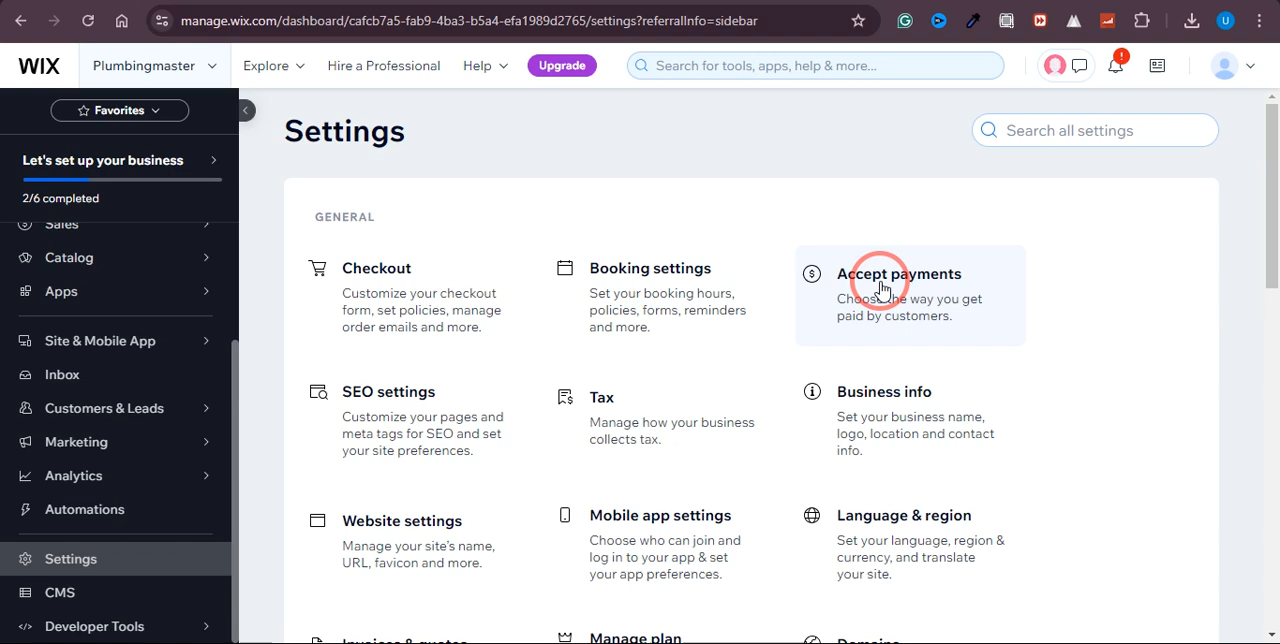 manage.wix.com/dashboard/cafcb7a5-fab9-4ba3-b5a4-efa1989d2765/settings?referralInfo=sidebar
U
WIX Plumbingmaster Explore Hire a Professional Help Upgrade Search for tools, apps, help & more... !
Favorites
Let's set up your business
2/6 completed
Sales
Catalog
Apps
Site & Mobile App
Inbox
Customers & Leads
Marketing
Analytics
Automations
Settings
CMS
Developer Tools
Settings
Search all settings
GENERAL
Checkout
Customize your checkout
form, set policies, manage
order emails and more.
Booking settings
Set your booking hours,
policies, forms, reminders
and more.
Accept payments
Choose the way you get
paid by customers.
SEO settings
Customize your pages and
meta tags for SEO and set
your site preferences.
Tax
Manage how your business
collects tax.
Business info
Set your business name,
logo, location and contact
info.
Website settings
Manage your site's name,
URL, favicon and more.
Mobile app settings
Choose who can join and
log in to your app & set
your app preferences.
Language & region
Set your language, region &
currency, and translate
your site.
Invoices & quotes
Manage plan
Domains